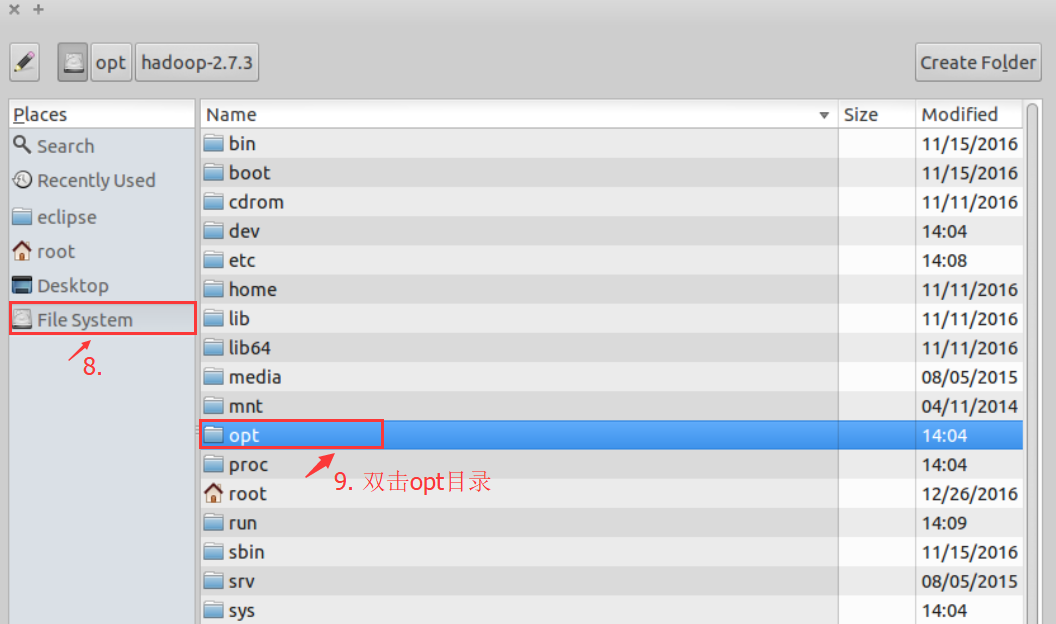 opt hadoop-2.7.3 Create Folder
Places Name Size Modified
Search bin 11/15/2016
boot 11/15/2016
Recently Used cdrom 11/11/2016
eclipse dev 14:04
root etc 14:08
Desktop home 11/11/2016
File System lib 11/11/2016
8. lib64 11/11/2016
media 08/05/2015
mnt 04/11/2014
opt 14:04
proc 14:04
9. 双击opt目录
root 12/26/2016
run 14:09
sbin 11/15/2016
srv 08/05/2015
sys 14:04